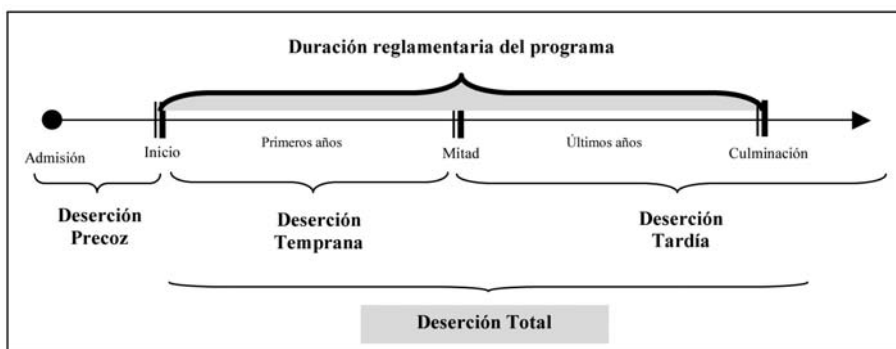 Duración reglamentaria del programa
Admisión
Inicio
Primeros años
Mitad
Últimos años
Culminación
Deserción
Precoz
Deserción
Temprana
Deserción
Tardía
Deserción Total